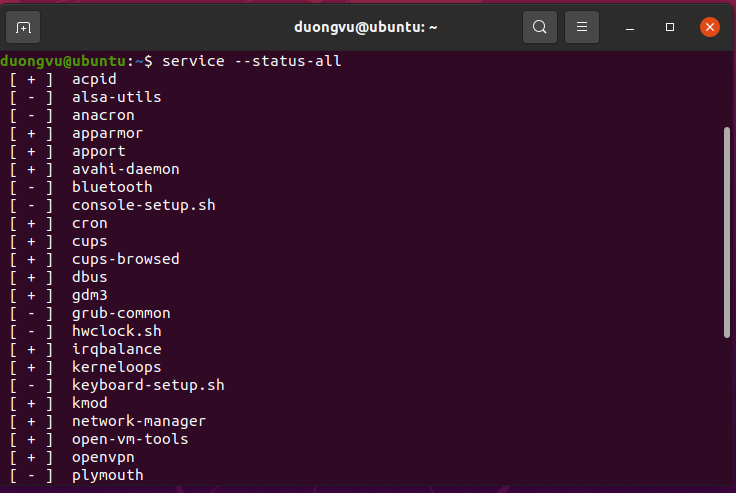 duongvu@ubuntu: ~
duongvu@ubuntu:~$ service --status-all
[ + ]  acpid
[ - ]  alsa-utils
[ - ]  anacron
[ + ]  apparmor
[ + ]  apport
[ + ]  avahi-daemon
[ - ]  bluetooth
[ - ]  console-setup.sh
[ + ]  cron
[ + ]  cups
[ + ]  cups-browsed
[ + ]  dbus
[ + ]  gdm3
[ - ]  grub-common
[ - ]  hwclock.sh
[ + ]  irqbalance
[ + ]  kerneloops
[ - ]  keyboard-setup.sh
[ + ]  kmod
[ + ]  network-manager
[ + ]  open-vm-tools
[ + ]  openvpn
[ - ]  plymouth